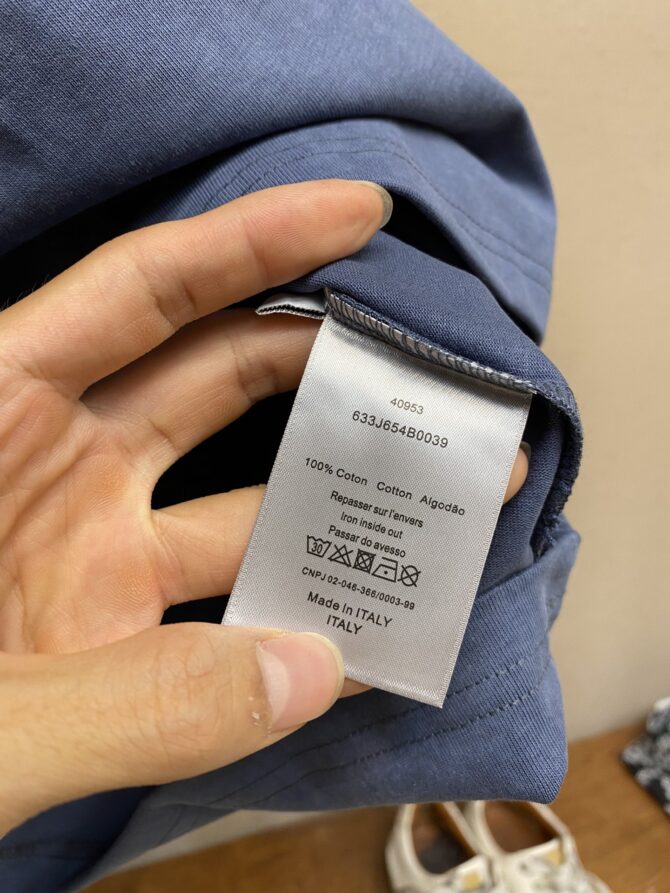 40953
633J654B0039
100% Coton Cotton Algodão
Repasser sur l'envers
Iron inside out
Passar do avesso
30
CNPJ 02-046-366/0003-99
Made In ITALY
ITALY